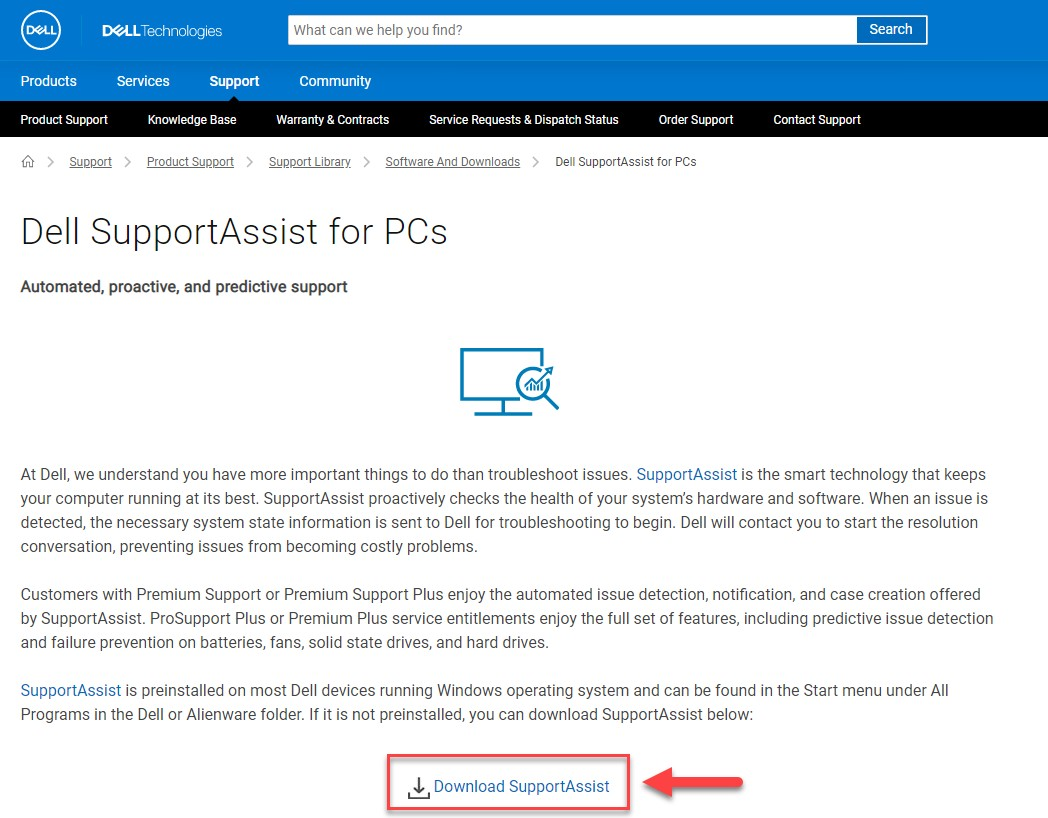 DELL
DELLTechnologies
What can we help you find?
Search
Products Services Support Community
Product Support Knowledge Base Warranty & Contracts Service Requests & Dispatch Status Order Support Contact Support
Support Product Support Support Library Software And Downloads Dell SupportAssist for PCs
Dell SupportAssist for PCs
Automated, proactive, and predictive support
At Dell, we understand you have more important things to do than troubleshoot issues. SupportAssist is the smart technology that keeps
your computer running at its best. SupportAssist proactively checks the health of your system’s hardware and software. When an issue is
detected, the necessary system state information is sent to Dell for troubleshooting to begin. Dell will contact you to start the resolution
conversation, preventing issues from becoming costly problems.
Customers with Premium Support or Premium Support Plus enjoy the automated issue detection, notification, and case creation offered
by SupportAssist. ProSupport Plus or Premium Plus service entitlements enjoy the full set of features, including predictive issue detection
and failure prevention on batteries, fans, solid state drives, and hard drives.
SupportAssist is preinstalled on most Dell devices running Windows operating system and can be found in the Start menu under All
Programs in the Dell or Alienware folder. If it is not preinstalled, you can download SupportAssist below:
Download SupportAssist